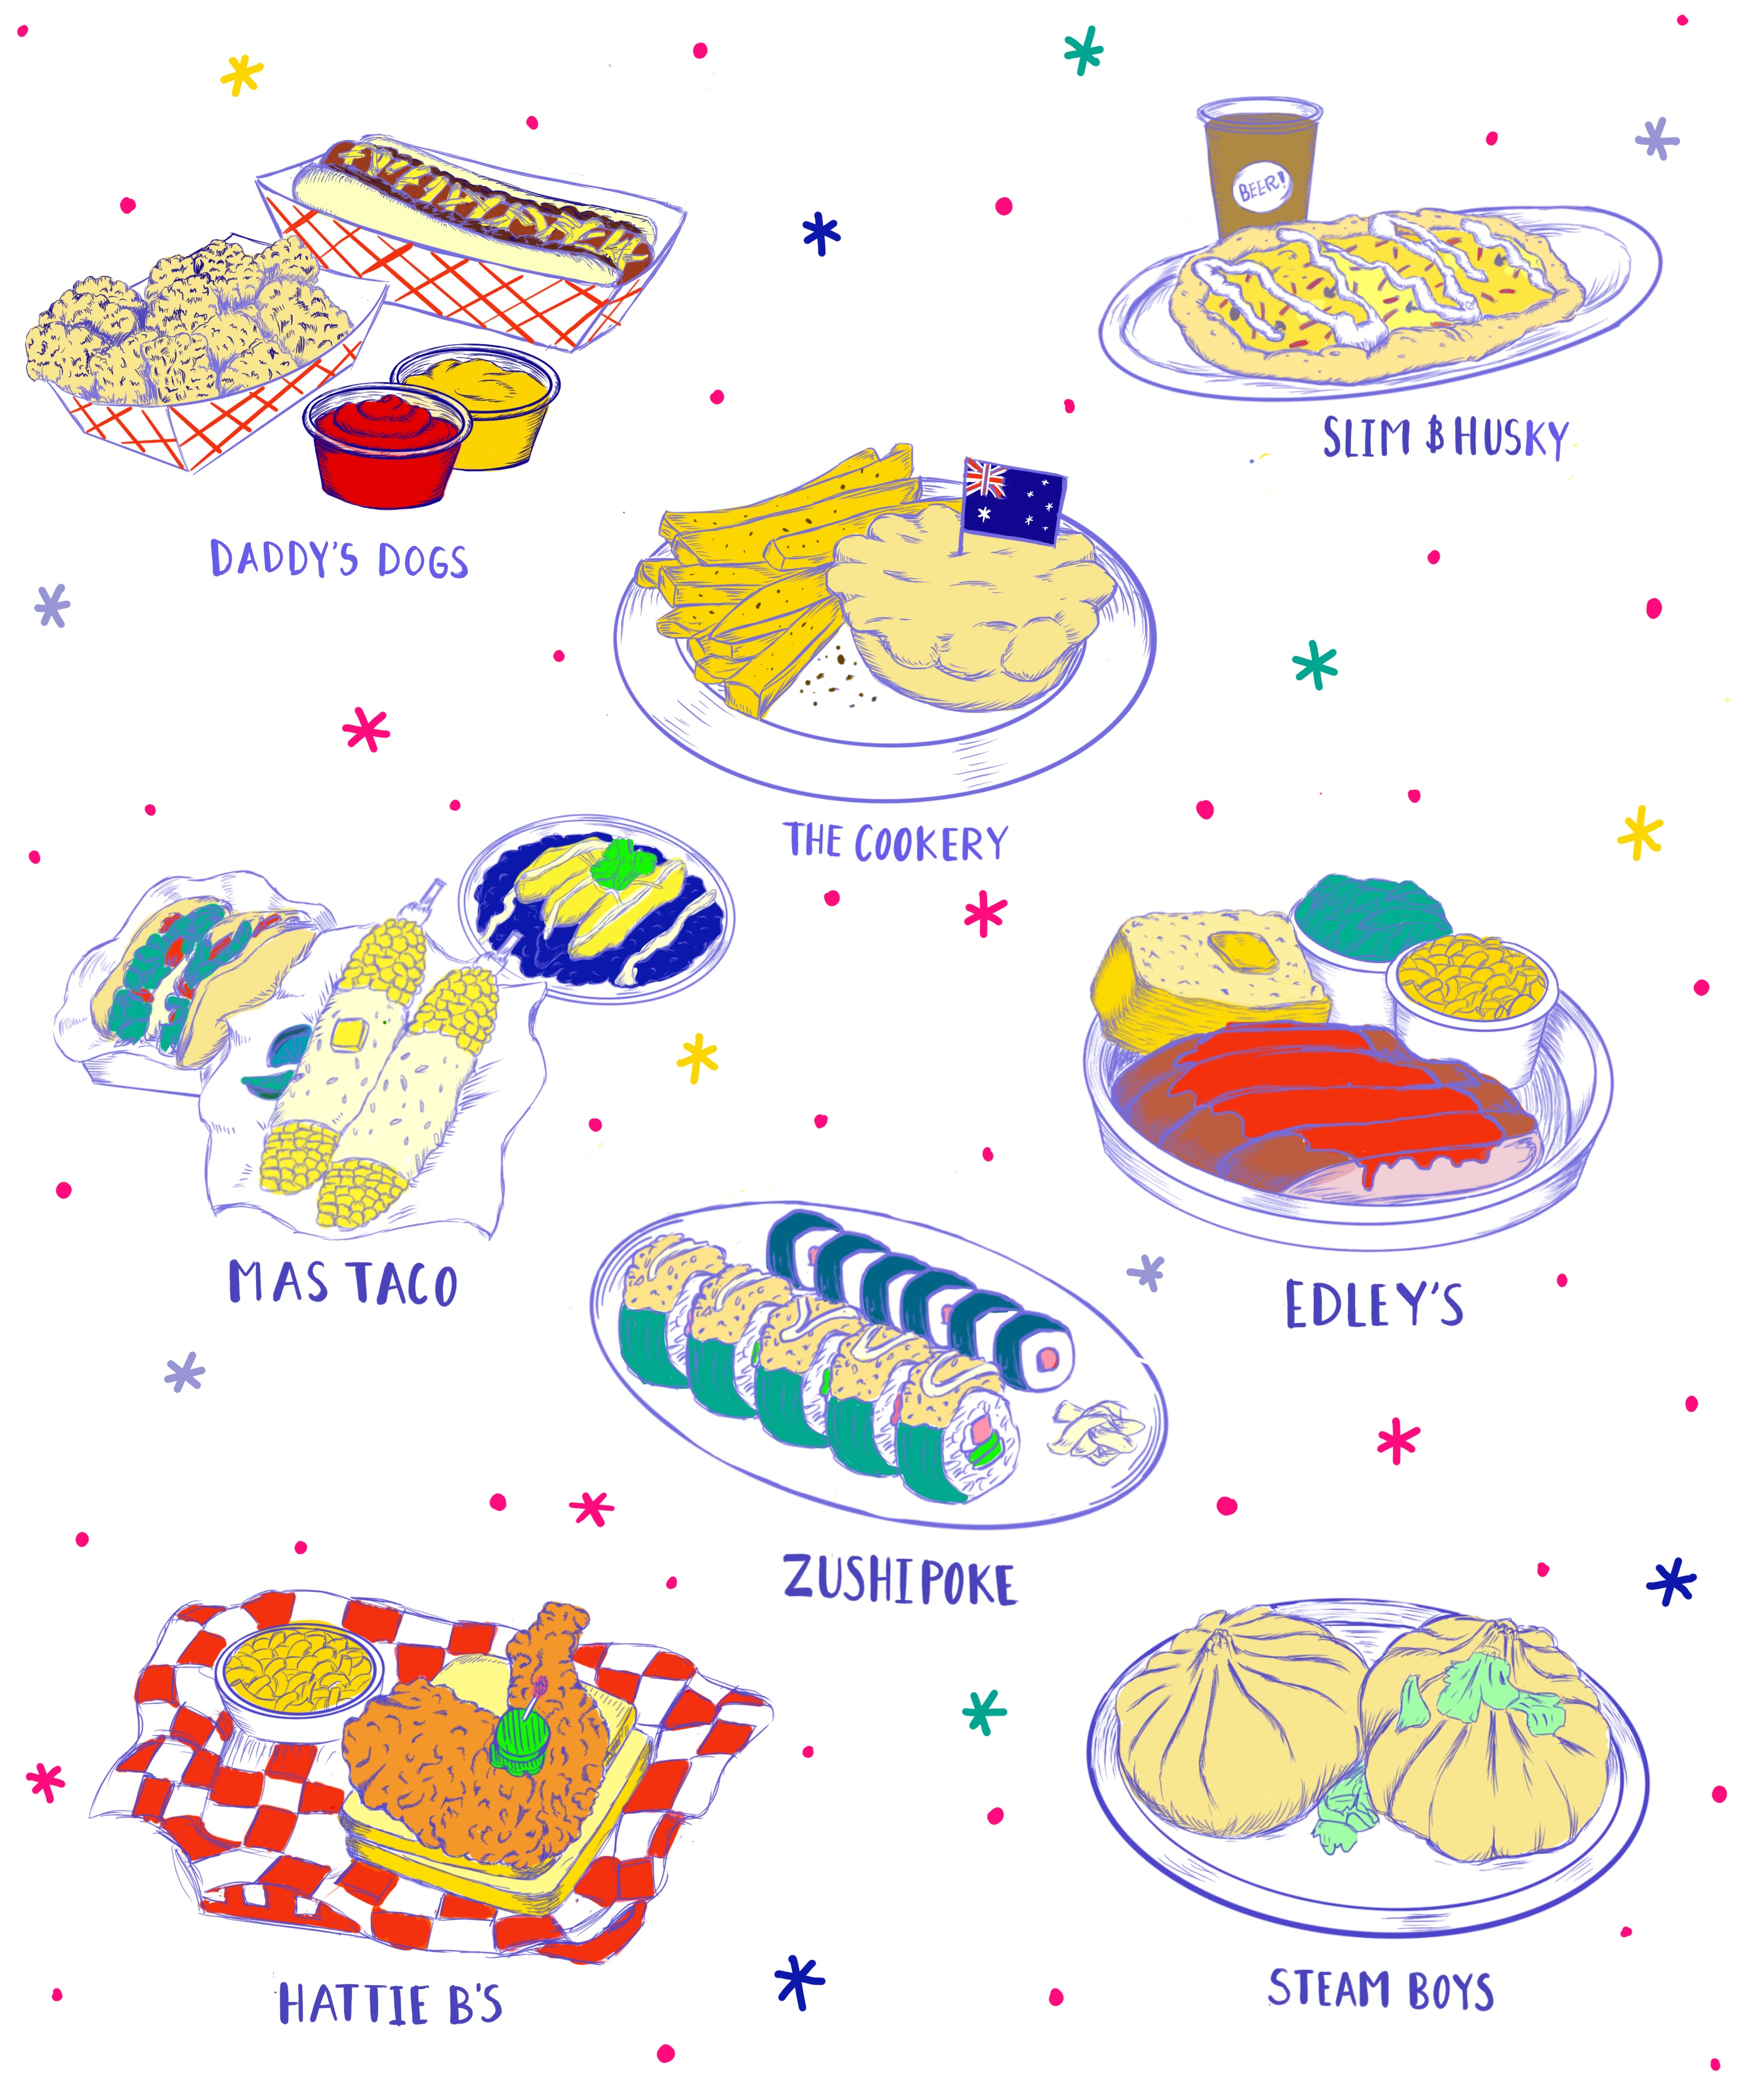 BEER!
SLIM & HUSKY
DADDY'S DOGS
THE COOKERY
MAS TACO
EDLEY'S
ZUSHIPOKE
HATTIE B'S
STEAM BOYS